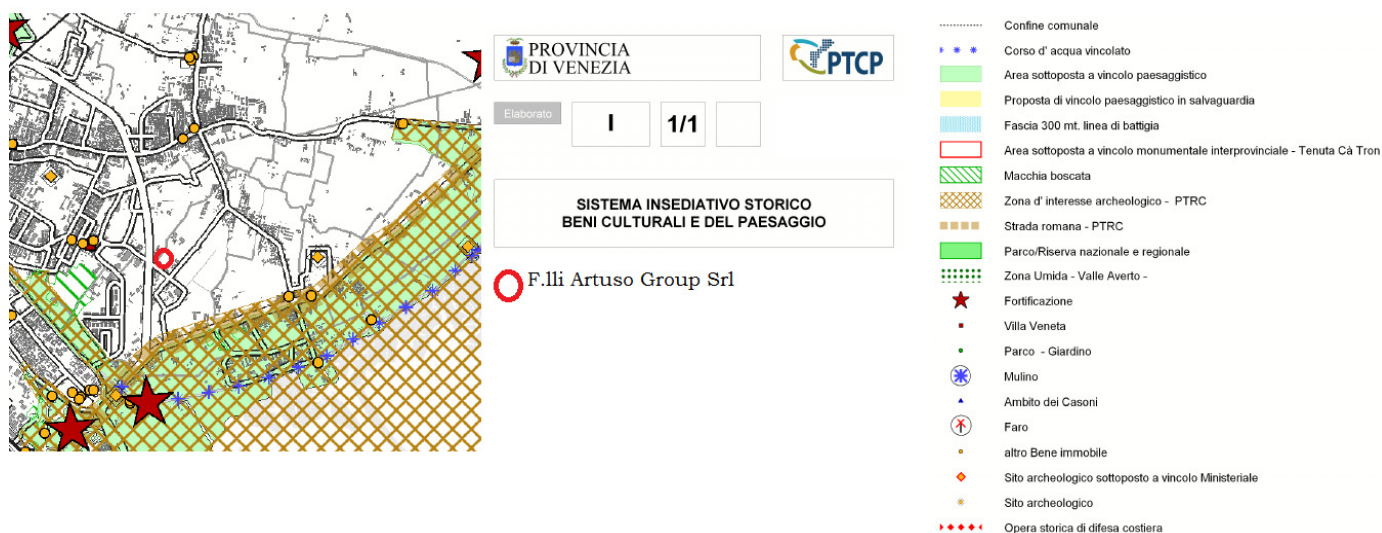 PROVINCIA
DI VENEZIA
PTCP
Elaborato
I
1/1
SISTEMA INSEDIATIVO STORICO
BENI CULTURALI E DEL PAESAGGIO
F.lli Artuso Group Srl
Confine comunale
Corso d' acqua vincolato
Area sottoposta a vincolo paesaggistico
Proposta di vincolo paesaggistico in salvaguardia
Fascia 300 mt. linea di battigia
Area sottoposta a vincolo monumentale interprovinciale - Tenuta Cà Tron
Macchia boscata
Zona d' interesse archeologico - PTRC
Strada romana - PTRC
Parco/Riserva nazionale e regionale
Zona Umida - Valle Averto -
Fortificazione
Villa Veneta
Parco - Giardino
Mulino
Ambito dei Casoni
Faro
altro Bene immobile
Sito archeologico sottoposto a vincolo Ministeriale
Sito archeologico
Opera storica di difesa costiera